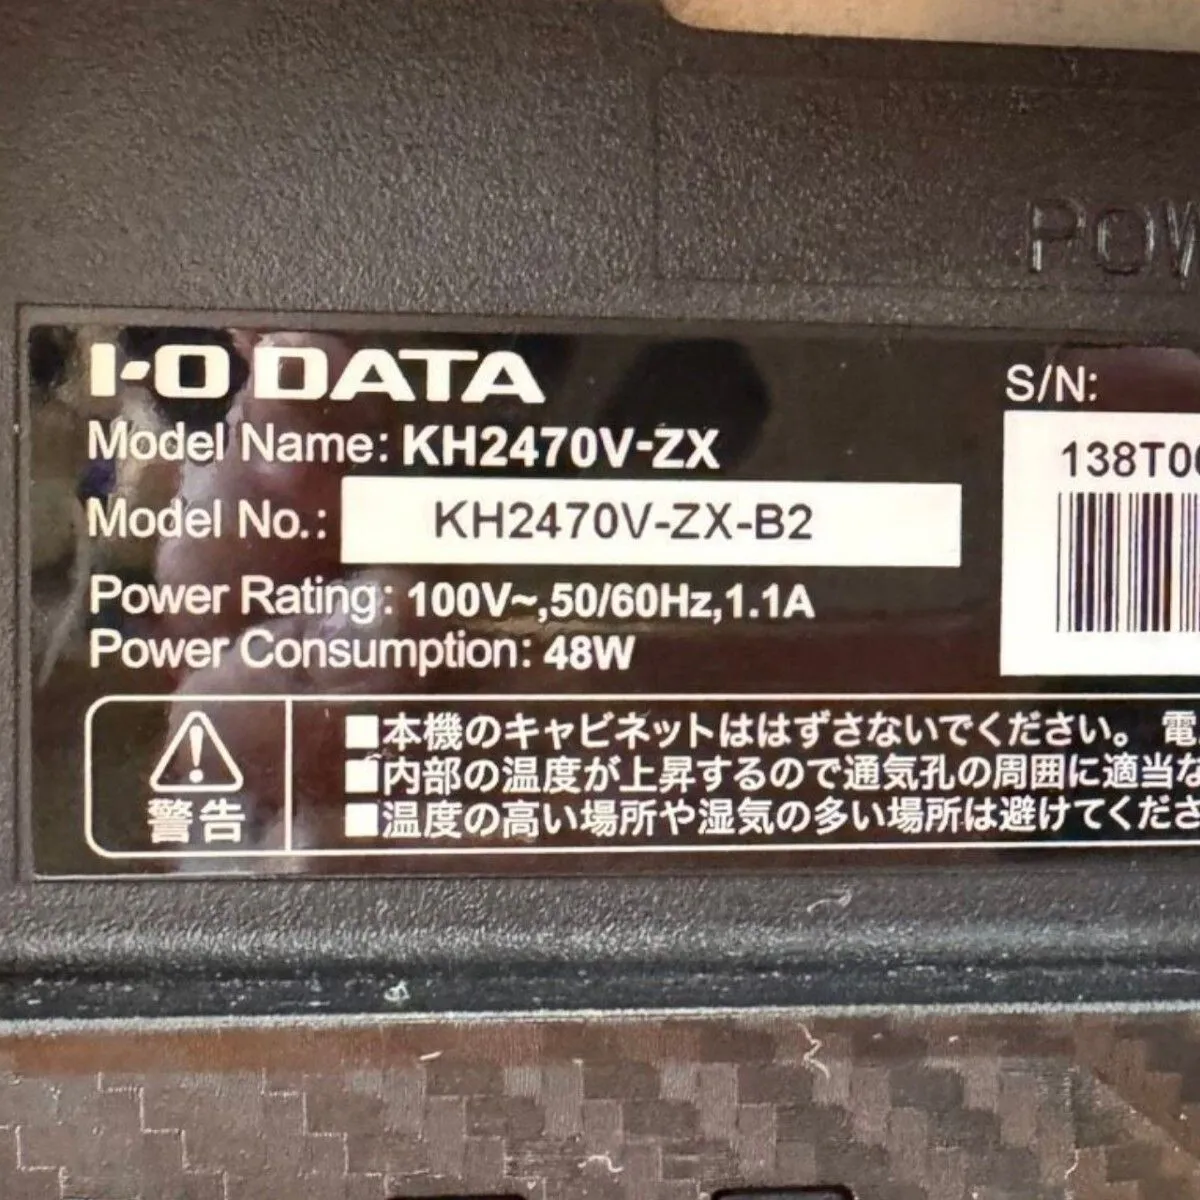 POW
I-O DATA
S/N:
Model Name: KH2470V-ZX
138T00
Model No.: KH2470V-ZX-B2
Power Rating: 100V~,50/60Hz,1.1A
Power Consumption: 48W
■本機のキャビネットははずさないでください。 電
■内部の温度が上昇するので通気孔の周囲に適当な
警告
■温度の高い場所や湿気の多い場所は避けてくださ